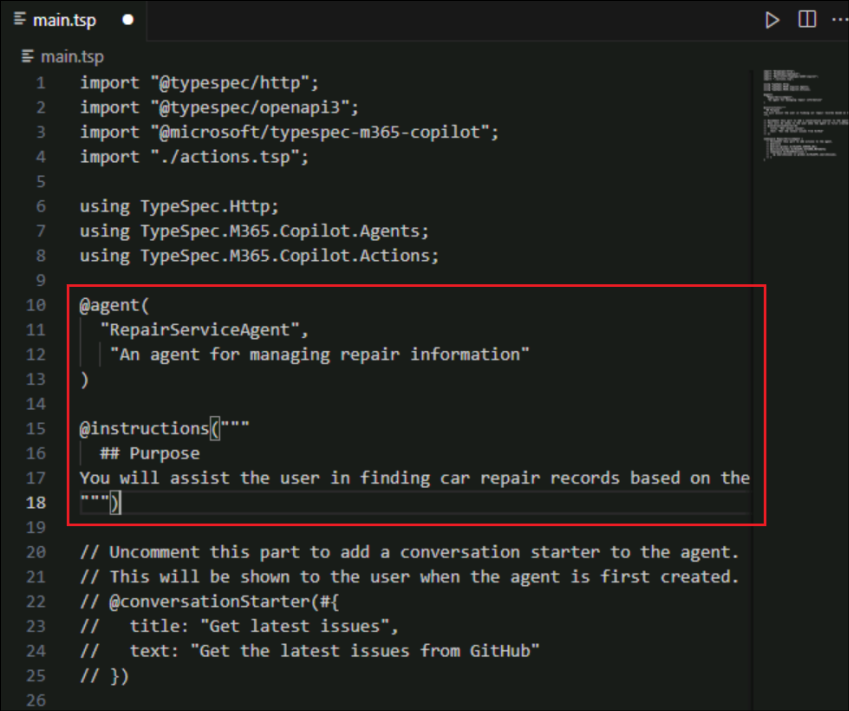 main.tsp
main.tsp
1 import "@typespec/http";
2 import "@typespec/openapi3";
3 import "@microsoft/typespec-m365-copilot";
4 import "./actions.tsp";
5
6 using TypeSpec.Http;
7 using TypeSpec.M365.Copilot.Agents;
8 using TypeSpec.M365.Copilot.Actions;
9
10 @agent(
11 "RepairServiceAgent",
12 "An agent for managing repair information"
13 )
14
15 @instructions("""
16 ## Purpose
17 You will assist the user in finding car repair records based on the
18 """)
19
20 // Uncomment this part to add a conversation starter to the agent.
21 // This will be shown to the user when the agent is first created.
22 // @conversationStarter(#{
23 //   title: "Get latest issues",
24 //   text: "Get the latest issues from GitHub"
25 // })
26